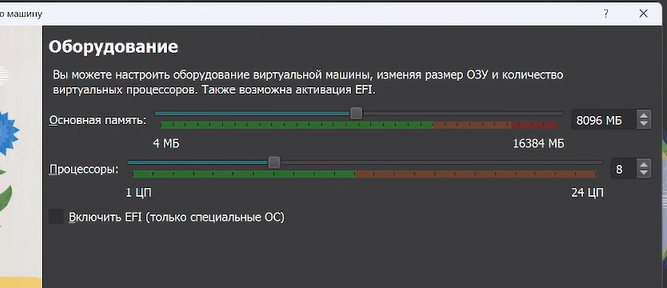 ю машину
?
Оборудование
Вы можете настроить оборудование виртуальной машины, изменяя размер ОЗУ и количество
виртуальных процессоров. Также возможна активация EFI.
Основная память:
8096 МБ
4 МБ
16384 МБ
Процессоры:
8
1 ЦП
24 ЦП
Включить EFI (только специальные ОС)